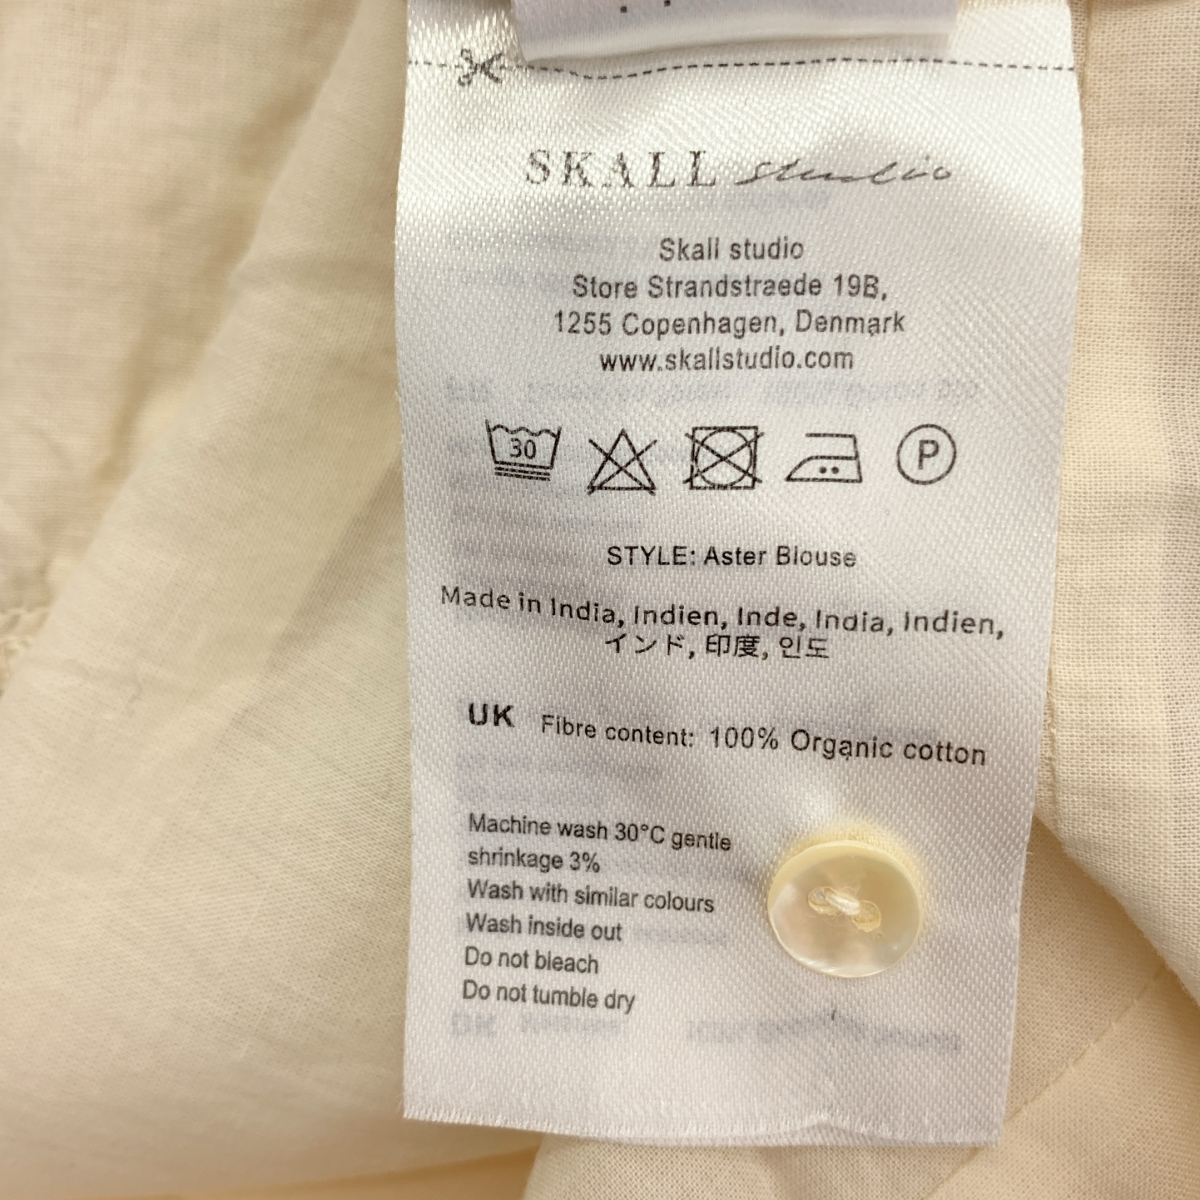 SKALL studio
Skall studio
Store Strandstraede 19B,
1255 Copenhagen, Denmark
www.skallstudio.com
30 P
STYLE: Aster Blouse
Made in India, Indien, Inde, India, Indien,
インド, 印度, 인도
UK Fibre content: 100% Organic cotton
Machine wash 30°C gentle
shrinkage 3%
Wash with similar colours
Wash inside out
Do not bleach
Do not tumble dry